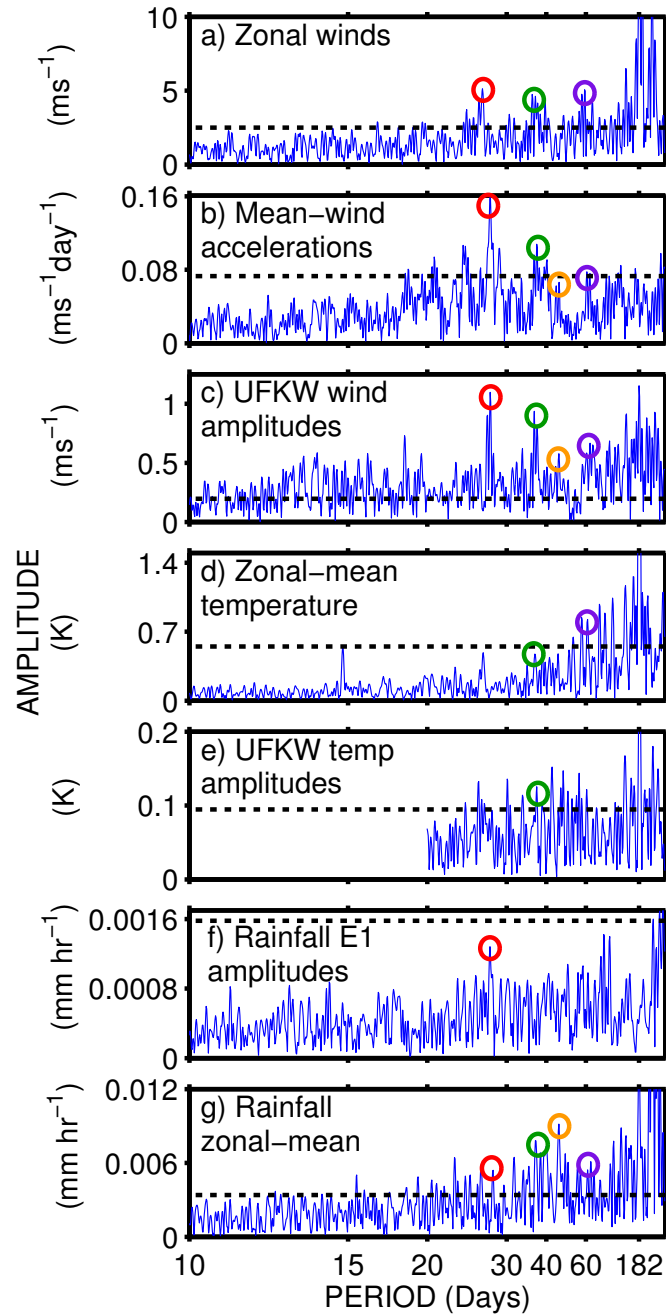 10
a) Zonal winds
5
0
(ms⁻¹)
0.16
b) Mean−wind
accelerations
0.08
0
(ms⁻¹day⁻¹)
c) UFKW wind
amplitudes
1
0.5
0
(ms⁻¹)
1.4
d) Zonal−mean
temperature
0.7
0
(K)
AMPLITUDE
0.2
e) UFKW temp
amplitudes
0.1
0
(K)
0.0016
f) Rainfall E1
amplitudes
0.0008
0
(mm hr⁻¹)
0.012
g) Rainfall
zonal−mean
0.006
0
(mm hr⁻¹)
10 15 20 30 40 60 182
PERIOD (Days)